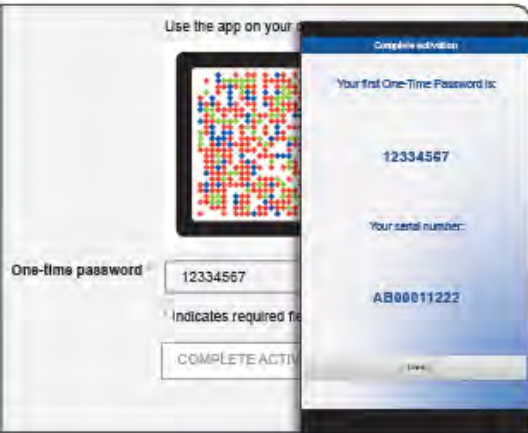 Use the app on your
One-time password *
12334567
* Indicates required fie
COMPLETE ACTIV
Complete activation
Your first One-Time Password is:
12334567
Your serial number:
AB00011222